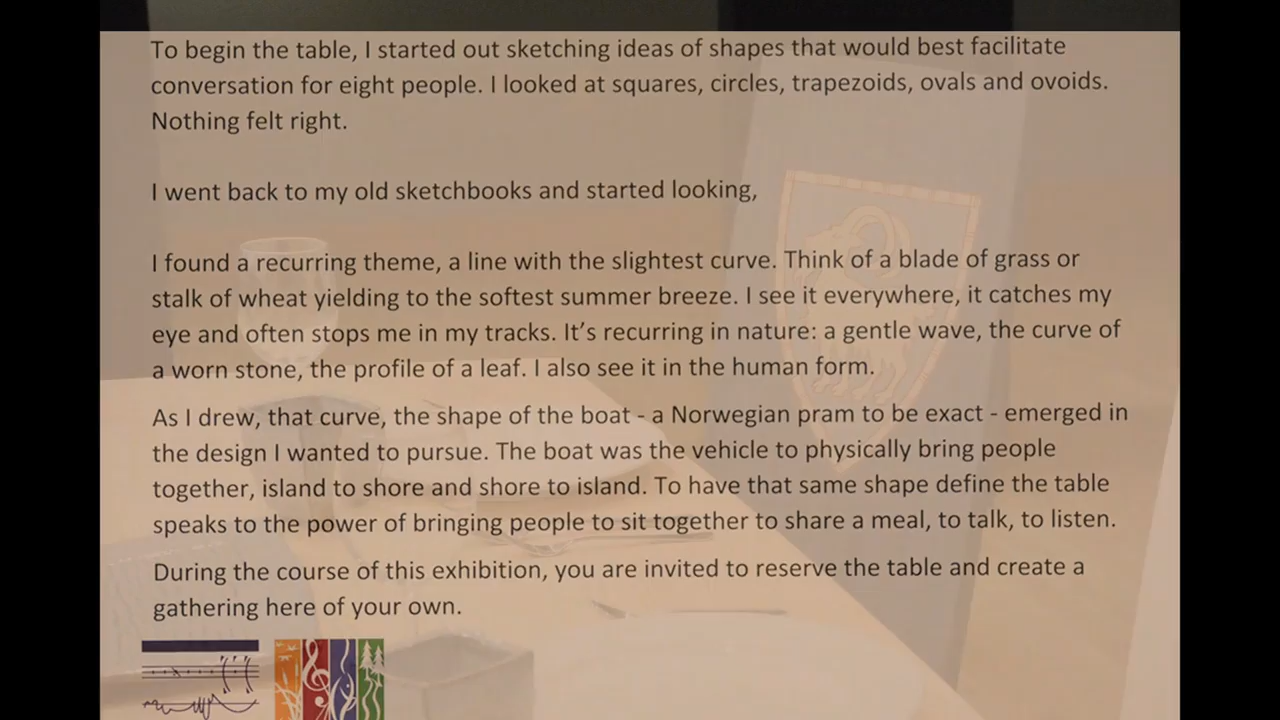 To begin the table, I started out sketching ideas of shapes that would best facilitate
conversation for eight people. I looked at squares, circles, trapezoids, ovals and ovoids.
Nothing felt right.
I went back to my old sketchbooks and started looking,
I found a recurring theme, a line with the slightest curve. Think of a blade of grass or
stalk of wheat yielding to the softest summer breeze. I see it everywhere, it catches my
eye and often stops me in my tracks. It’s recurring in nature: a gentle wave, the curve of
a worn stone, the profile of a leaf. I also see it in the human form.
As I drew, that curve, the shape of the boat - a Norwegian pram to be exact - emerged in
the design I wanted to pursue. The boat was the vehicle to physically bring people
together, island to shore and shore to island. To have that same shape define the table
speaks to the power of bringing people to sit together to share a meal, to talk, to listen.
During the course of this exhibition, you are invited to reserve the table and create a
gathering here of your own.